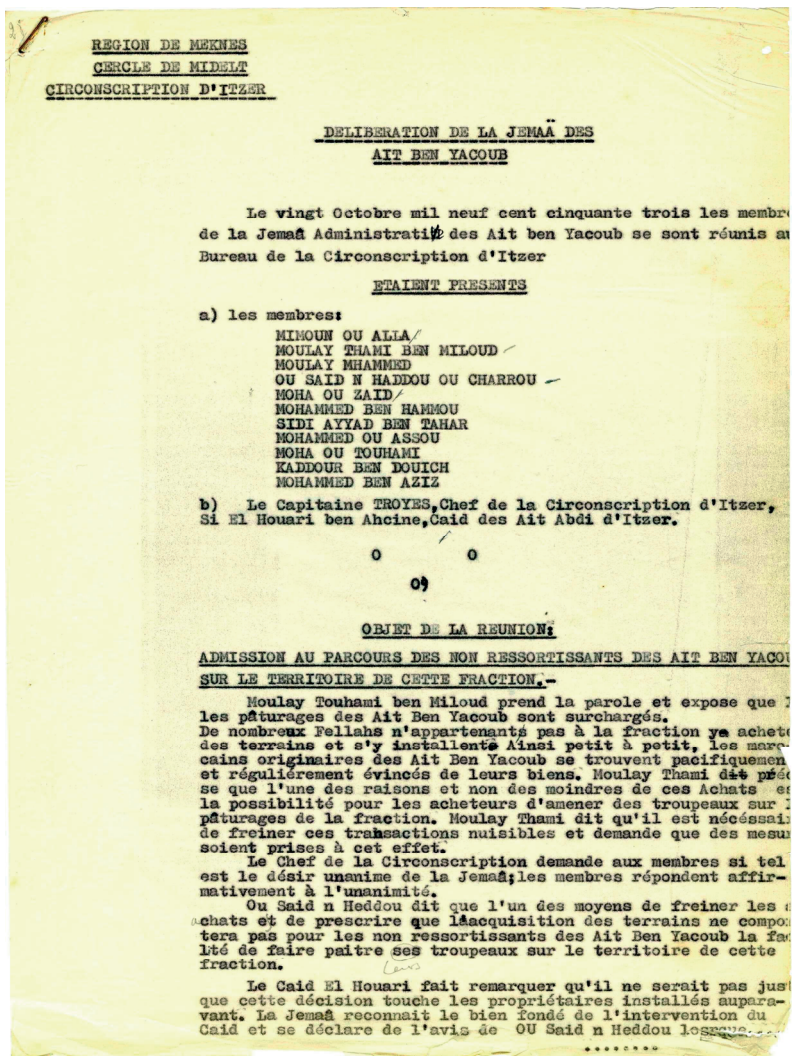 REGION DE MEKNES
CERCLE DE MIDELT
CIRCONSCRIPTION D'ITZER
DELIBERATION DE LA JEMAÄ DES
AIT BEN YACOUB
Le vingt Octobre mil neuf cent cinquante trois les membr
de la Jemaâ Administrative des Ait ben Yacoub se sont réunis au
Bureau de la Circonscription d'Itzer
ETAIENT PRESENTS
a) les membres:
MIMOUN OU ALLA
MOULAY THAMI BEN MILOUD
MOULAY MHAMMED
OU SAID N HADDOU OU CHARROU
MOHA OU ZAID
MOHAMMED BEN HAMMOU
SIDI AYYAD BEN TAHAR
MOHAMMED OU ASSOU
MOHA OU TOUHAMI
KADDOUR BEN DOUICH
MOHAMMED BEN AZIZ
b) Le Capitaine TROYES,Chef de la Circonscription d'Itzer,
Si El Houari ben Ahcine,Caid des Ait Abdi d'Itzer.
O O
O
OBJET DE LA REUNION:
ADMISSION AU PARCOURS DES NON RESSORTISSANTS DES AIT BEN YACOU
SUR LE TERRITOIRE DE CETTE FRACTION.-
Moulay Touhami ben Miloud prend la parole et expose que
les pâturages des Ait Ben Yacoub sont surchargés.
De nombreux Fellahs n'appartenant pas à la fraction y achet
des terrains et s'y installent Ainsi petit à petit, les maro-
cains originaires des Ait Ben Yacoub se trouvent pacifiquemen
et réguliérement évincés de leurs biens. Moulay Thami préc
se que l'une des raisons et non des moindres de ces Achats es
la possibilité pour les acheteurs d'amener des troupeaux sur
pâturages de la fraction. Moulay Thami dit qu'il est nécéssai
de freiner ces transactions nuisibles et demande que des mesu
soient prises à cet effet.
Le Chef de la Circonscription demande aux membres si tel
est le désir unanime de la Jemaâ;les membres répondent affir-
mativement à l'unanimité.
Ou Said n Heddou dit que l'un des moyens de freiner les
achats et de prescrire que l'acquisition des terrains ne compo
tera pas pour les non ressortissants des Ait Ben Yacoub la fac
lité de faire paitre ses troupeaux sur le territoire de cette
fraction. leurs
Le Caid El Houari fait remarquer qu'il ne serait pas just
que cette décision touche les propriétaires installés aupara-
vant. La Jemaâ reconnait le bien fondé de l'intervention du
Caid et se déclare de l'avis de OU Said n Heddou
........